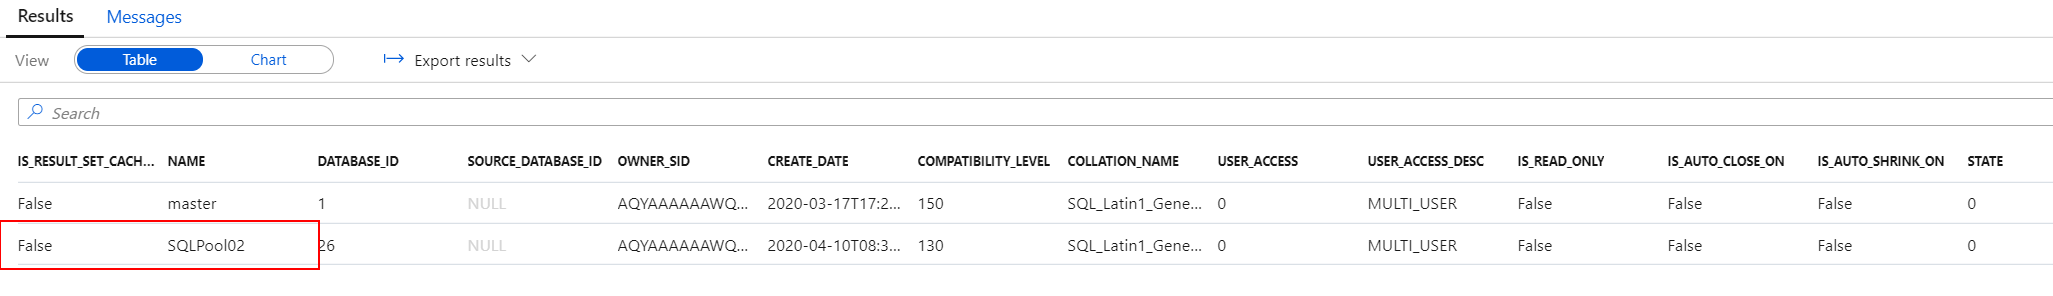 Results Messages
View Table Chart Export results
Search
IS_RESULT_SET_CACH... NAME DATABASE_ID SOURCE_DATABASE_ID OWNER_SID CREATE_DATE COMPATIBILITY_LEVEL COLLATION_NAME USER_ACCESS USER_ACCESS_DESC IS_READ_ONLY IS_AUTO_CLOSE_ON IS_AUTO_SHRINK_ON STATE
False master 1 NULL AQYAAAAAAWQ... 2020-03-17T17:2... 150 SQL_Latin1_Gene... 0 MULTI_USER False False False 0
False SQLPool02 26 NULL AQYAAAAAAWQ... 2020-04-10T08:3... 130 SQL_Latin1_Gene... 0 MULTI_USER False False False 0